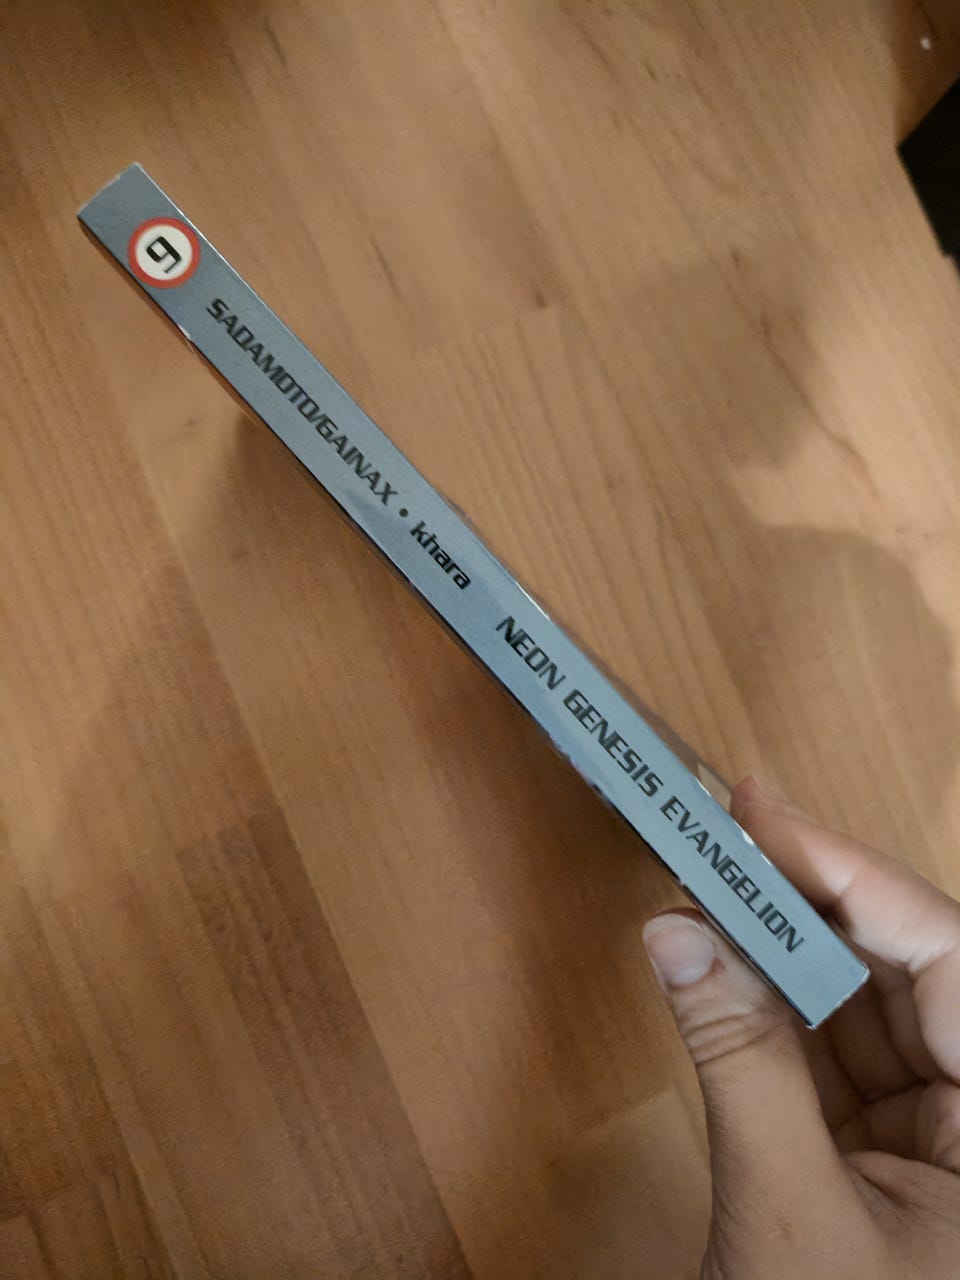 9
SADAMOTO/GAINAX • khara
NEON GENESIS EVANGELION